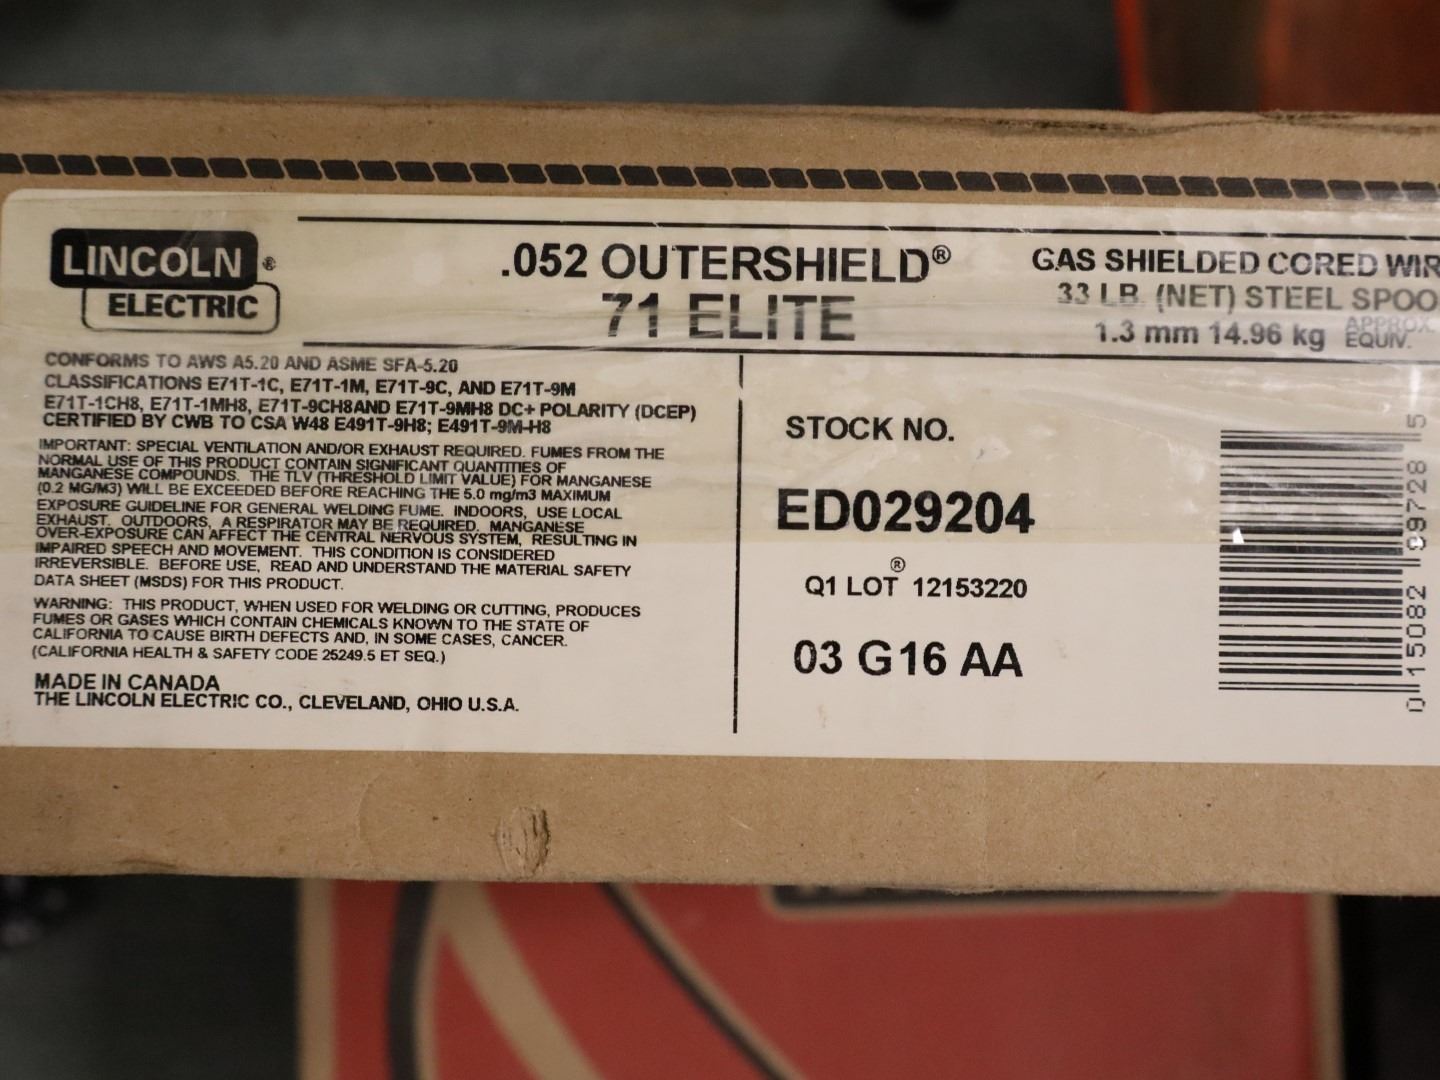 LINCOLN ®
ELECTRIC
.052 OUTERSHIELD®
71 ELITE
GAS SHIELDED CORED WIR
33 LB. (NET) STEEL SPOO
1.3 mm 14.96 kg APPROX. EQUIV.
CONFORMS TO AWS A5.20 AND ASME SFA-5.20
CLASSIFICATIONS E71T-1C, E71T-1M, E71T-9C, AND E71T-9M
E71T-1CH8, E71T-1MH8, E71T-9CH8AND E71T-9MH8 DC+ POLARITY (DCEP)
CERTIFIED BY CWB TO CSA W48 E491T-9H8; E491T-9M-H8
IMPORTANT: SPECIAL VENTILATION AND/OR EXHAUST REQUIRED. FUMES FROM THE
NORMAL USE OF THIS PRODUCT CONTAIN SIGNIFICANT QUANTITIES OF
MANGANESE COMPOUNDS. THE TLV (THRESHOLD LIMIT VALUE) FOR MANGANESE
(0.2 MG/M3) WILL BE EXCEEDED BEFORE REACHING THE 5.0 mg/m3 MAXIMUM
EXPOSURE GUIDELINE FOR GENERAL WELDING FUME. INDOORS, USE LOCAL
EXHAUST. OUTDOORS, A RESPIRATOR MAY BE REQUIRED. MANGANESE
OVER-EXPOSURE CAN AFFECT THE CENTRAL NERVOUS SYSTEM, RESULTING IN
IMPAIRED SPEECH AND MOVEMENT. THIS CONDITION IS CONSIDERED
IRREVERSIBLE. BEFORE USE, READ AND UNDERSTAND THE MATERIAL SAFETY
DATA SHEET (MSDS) FOR THIS PRODUCT.
WARNING: THIS PRODUCT, WHEN USED FOR WELDING OR CUTTING, PRODUCES
FUMES OR GASES WHICH CONTAIN CHEMICALS KNOWN TO THE STATE OF
CALIFORNIA TO CAUSE BIRTH DEFECTS AND, IN SOME CASES, CANCER.
(CALIFORNIA HEALTH & SAFETY CODE 25249.5 ET SEQ.)
MADE IN CANADA
THE LINCOLN ELECTRIC CO., CLEVELAND, OHIO U.S.A.
STOCK NO.
ED029204
®
Q1 LOT 12153220
03 G16 AA
0 15082 99728 5